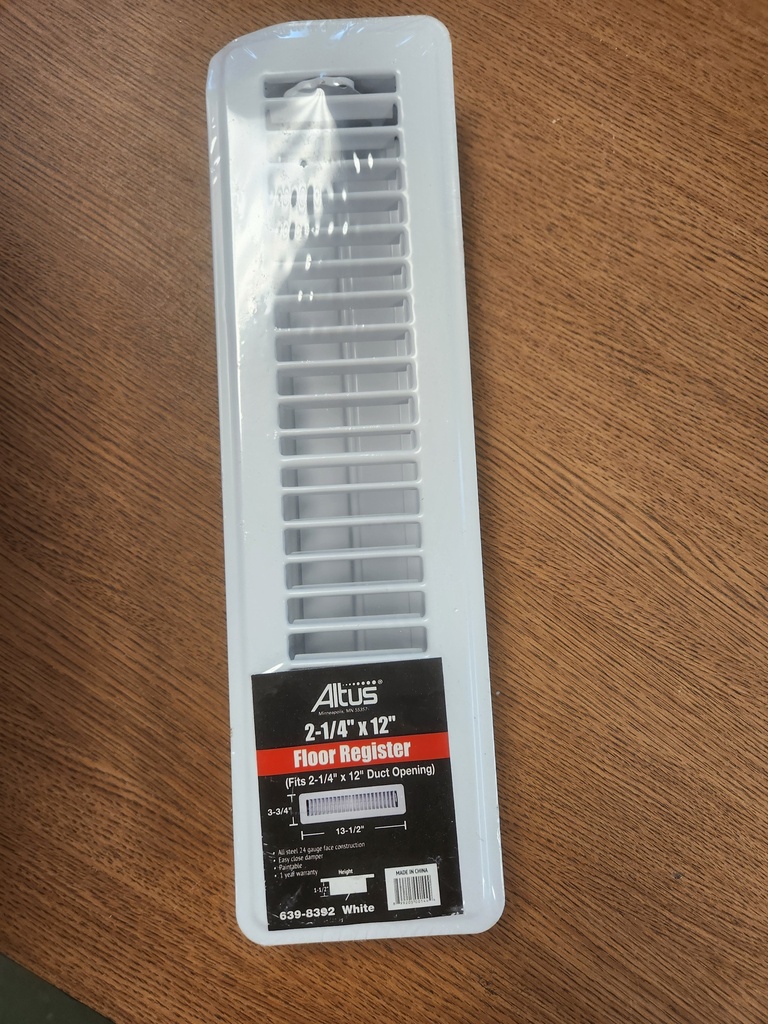 Altus®
Minneapolis, MN 55357
2-1/4" x 12"
Floor Register
(Fits 2-1/4" x 12" Duct Opening)
3-3/4"
13-1/2"
• All steel 24 gauge face construction
• Easy close damper
• Paintable
• 1 year warranty
Height
1-1/2"
MADE IN CHINA
639-8392 White